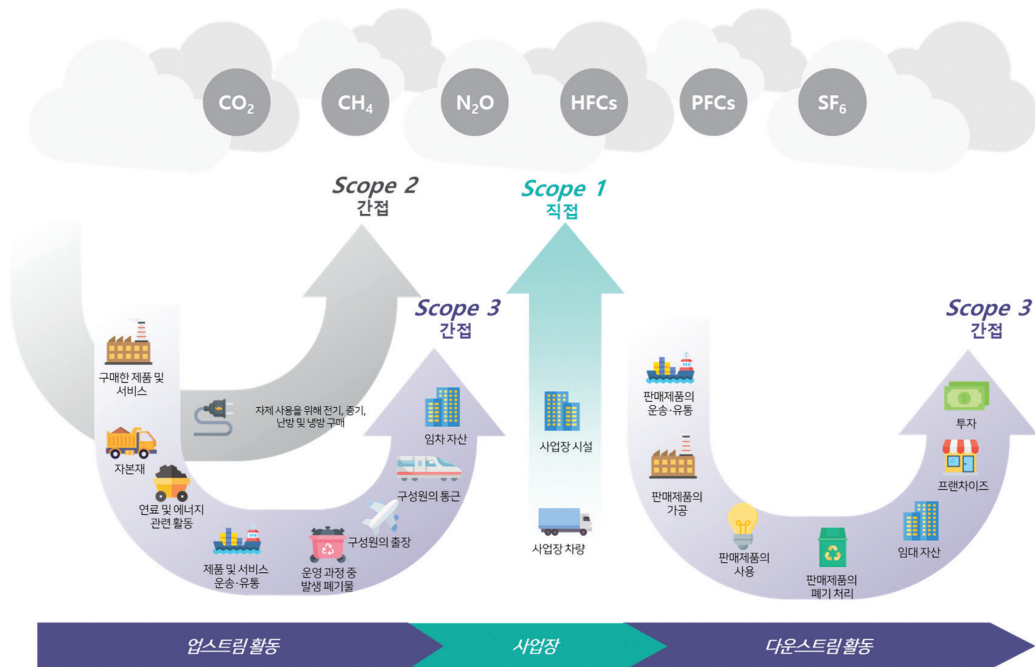 CO₂
CH₄
N₂O
HFCs
PFCs
SF₆
Scope 2
간접
Scope 1
직접
Scope 3
간접
Scope 3
간접
구매한 제품 및
서비스
자본재
연료 및 에너지
관련 활동
제품 및 서비스
운송·유통
운영 과정 중
발생 폐기물
구성원의 출장
구성원의 통근
임차 자산
자체 사용을 위해 전기, 증기,
난방 및 냉방 구매
사업장 시설
사업장 차량
판매제품의
운송·유통
판매제품의
가공
판매제품의
사용
판매제품의
폐기 처리
임대 자산
프랜차이즈
투자
업스트림 활동
사업장
다운스트림 활동